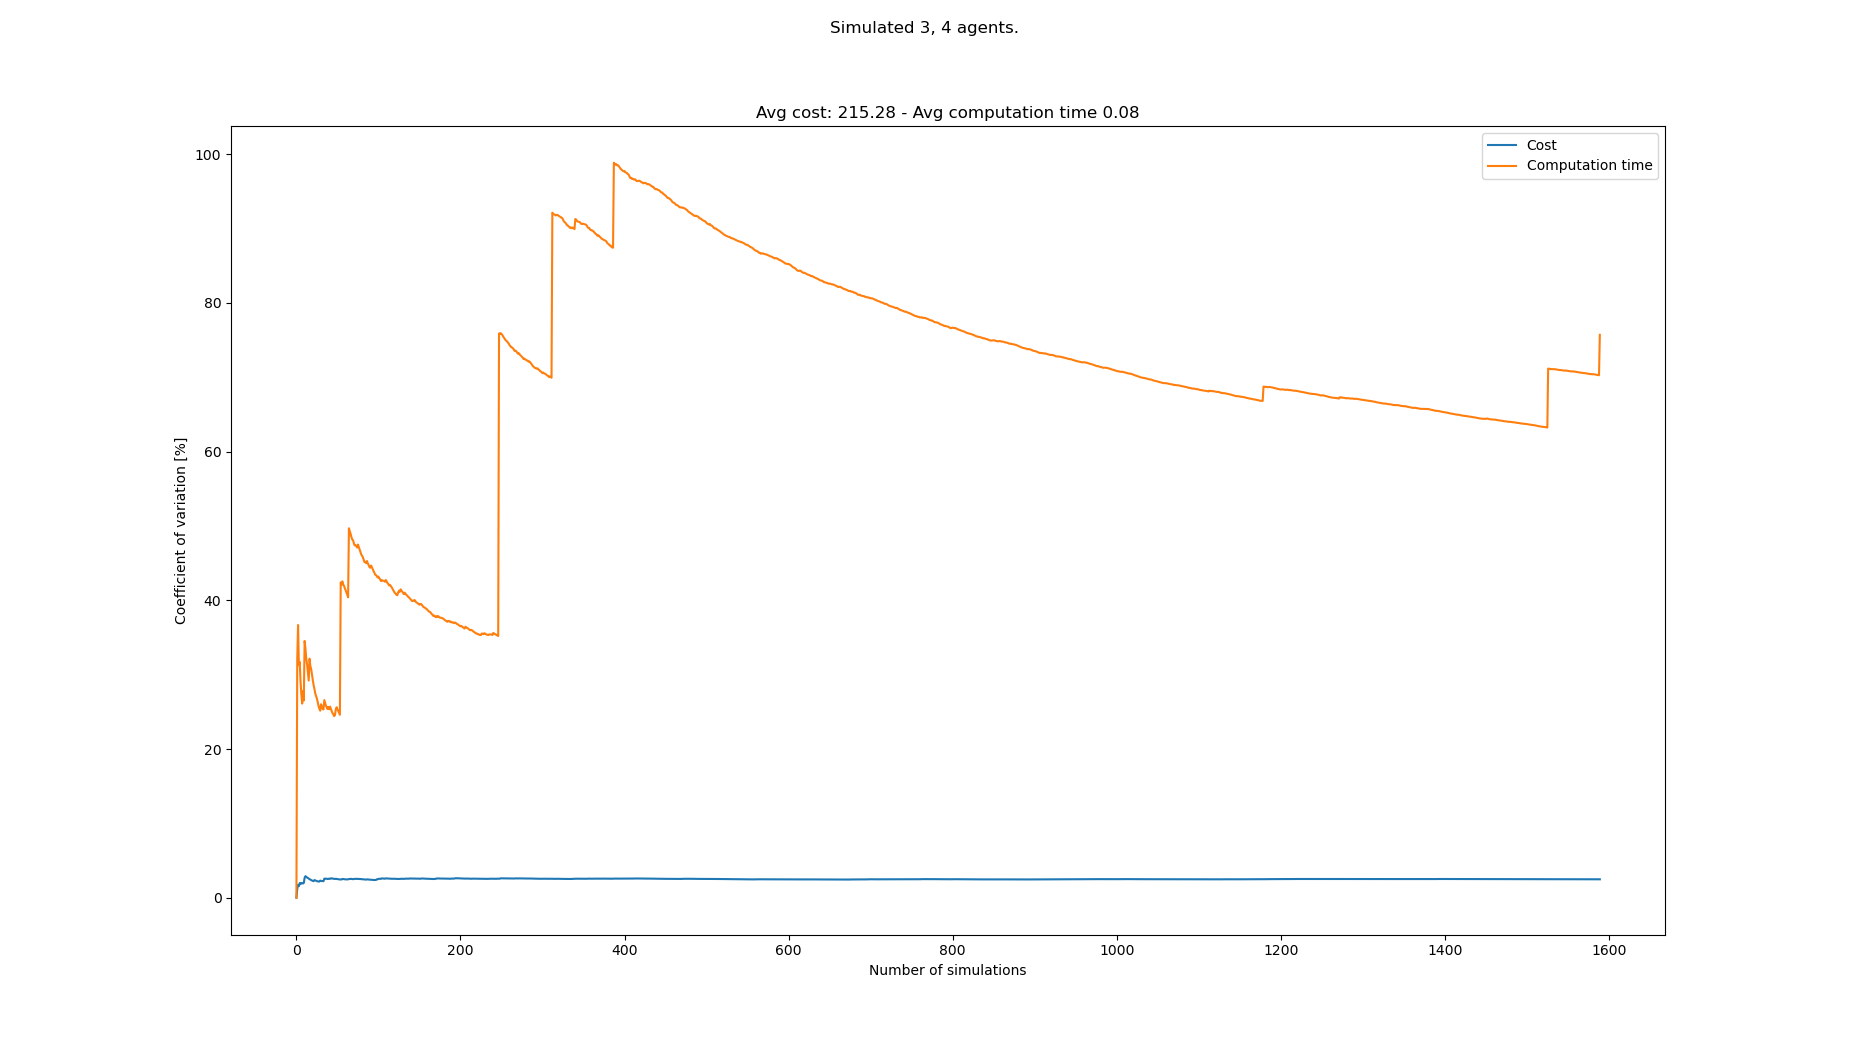 Simulated 3, 4 agents.
Avg cost: 215.28 - Avg computation time 0.08
Cost
Computation time
100
80
60
40
20
0
Coefficient of variation [%]
0 200 400 600 800 1000 1200 1400 1600
Number of simulations